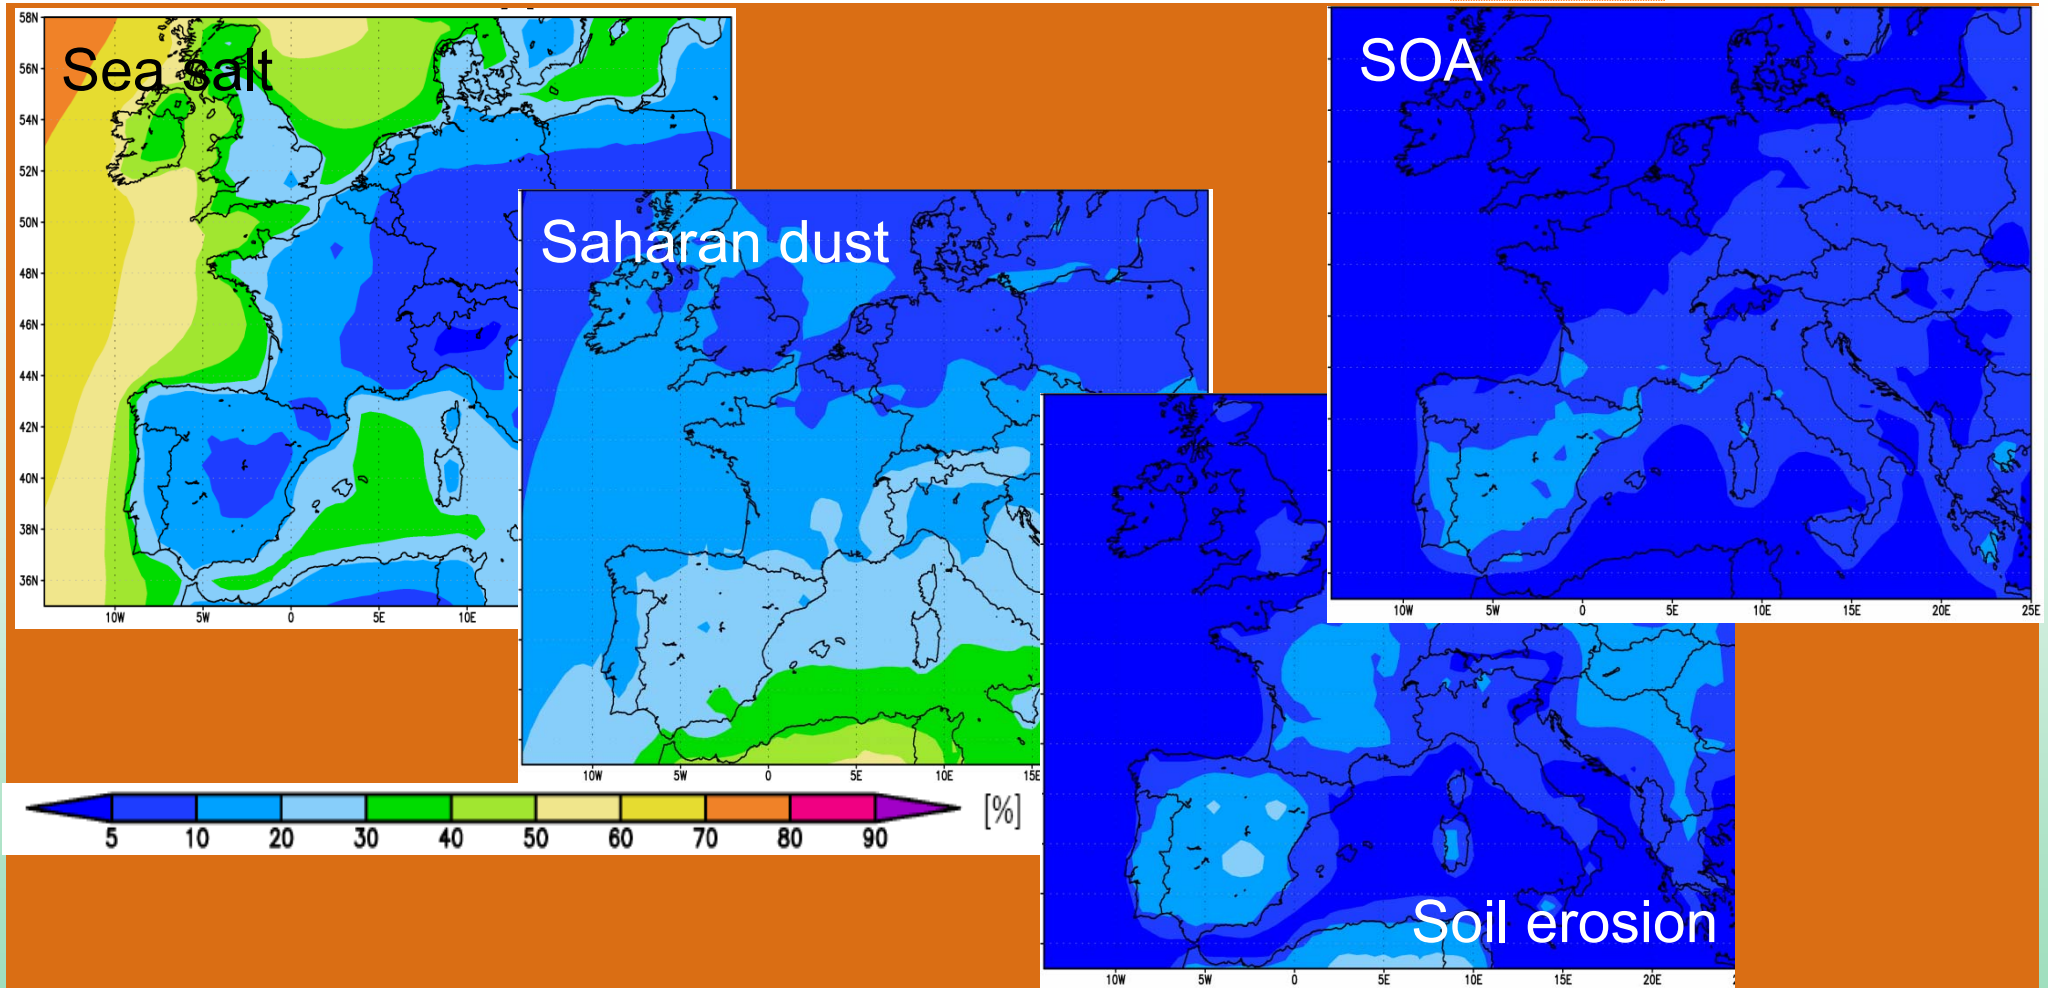 Sea salt
58N
56N
54N
52N
50N
48N
46N
44N
42N
40N
38N
36N
10W 5W 0 5E 10E
Saharan dust
10W 5W 0 5E 10E 15E
SOA
10W 5W 0 5E 10E 15E 20E 25E
Soil erosion
10W 5W 0 5E 10E 15E 20E
5 10 20 30 40 50 60 70 80 90 [%]